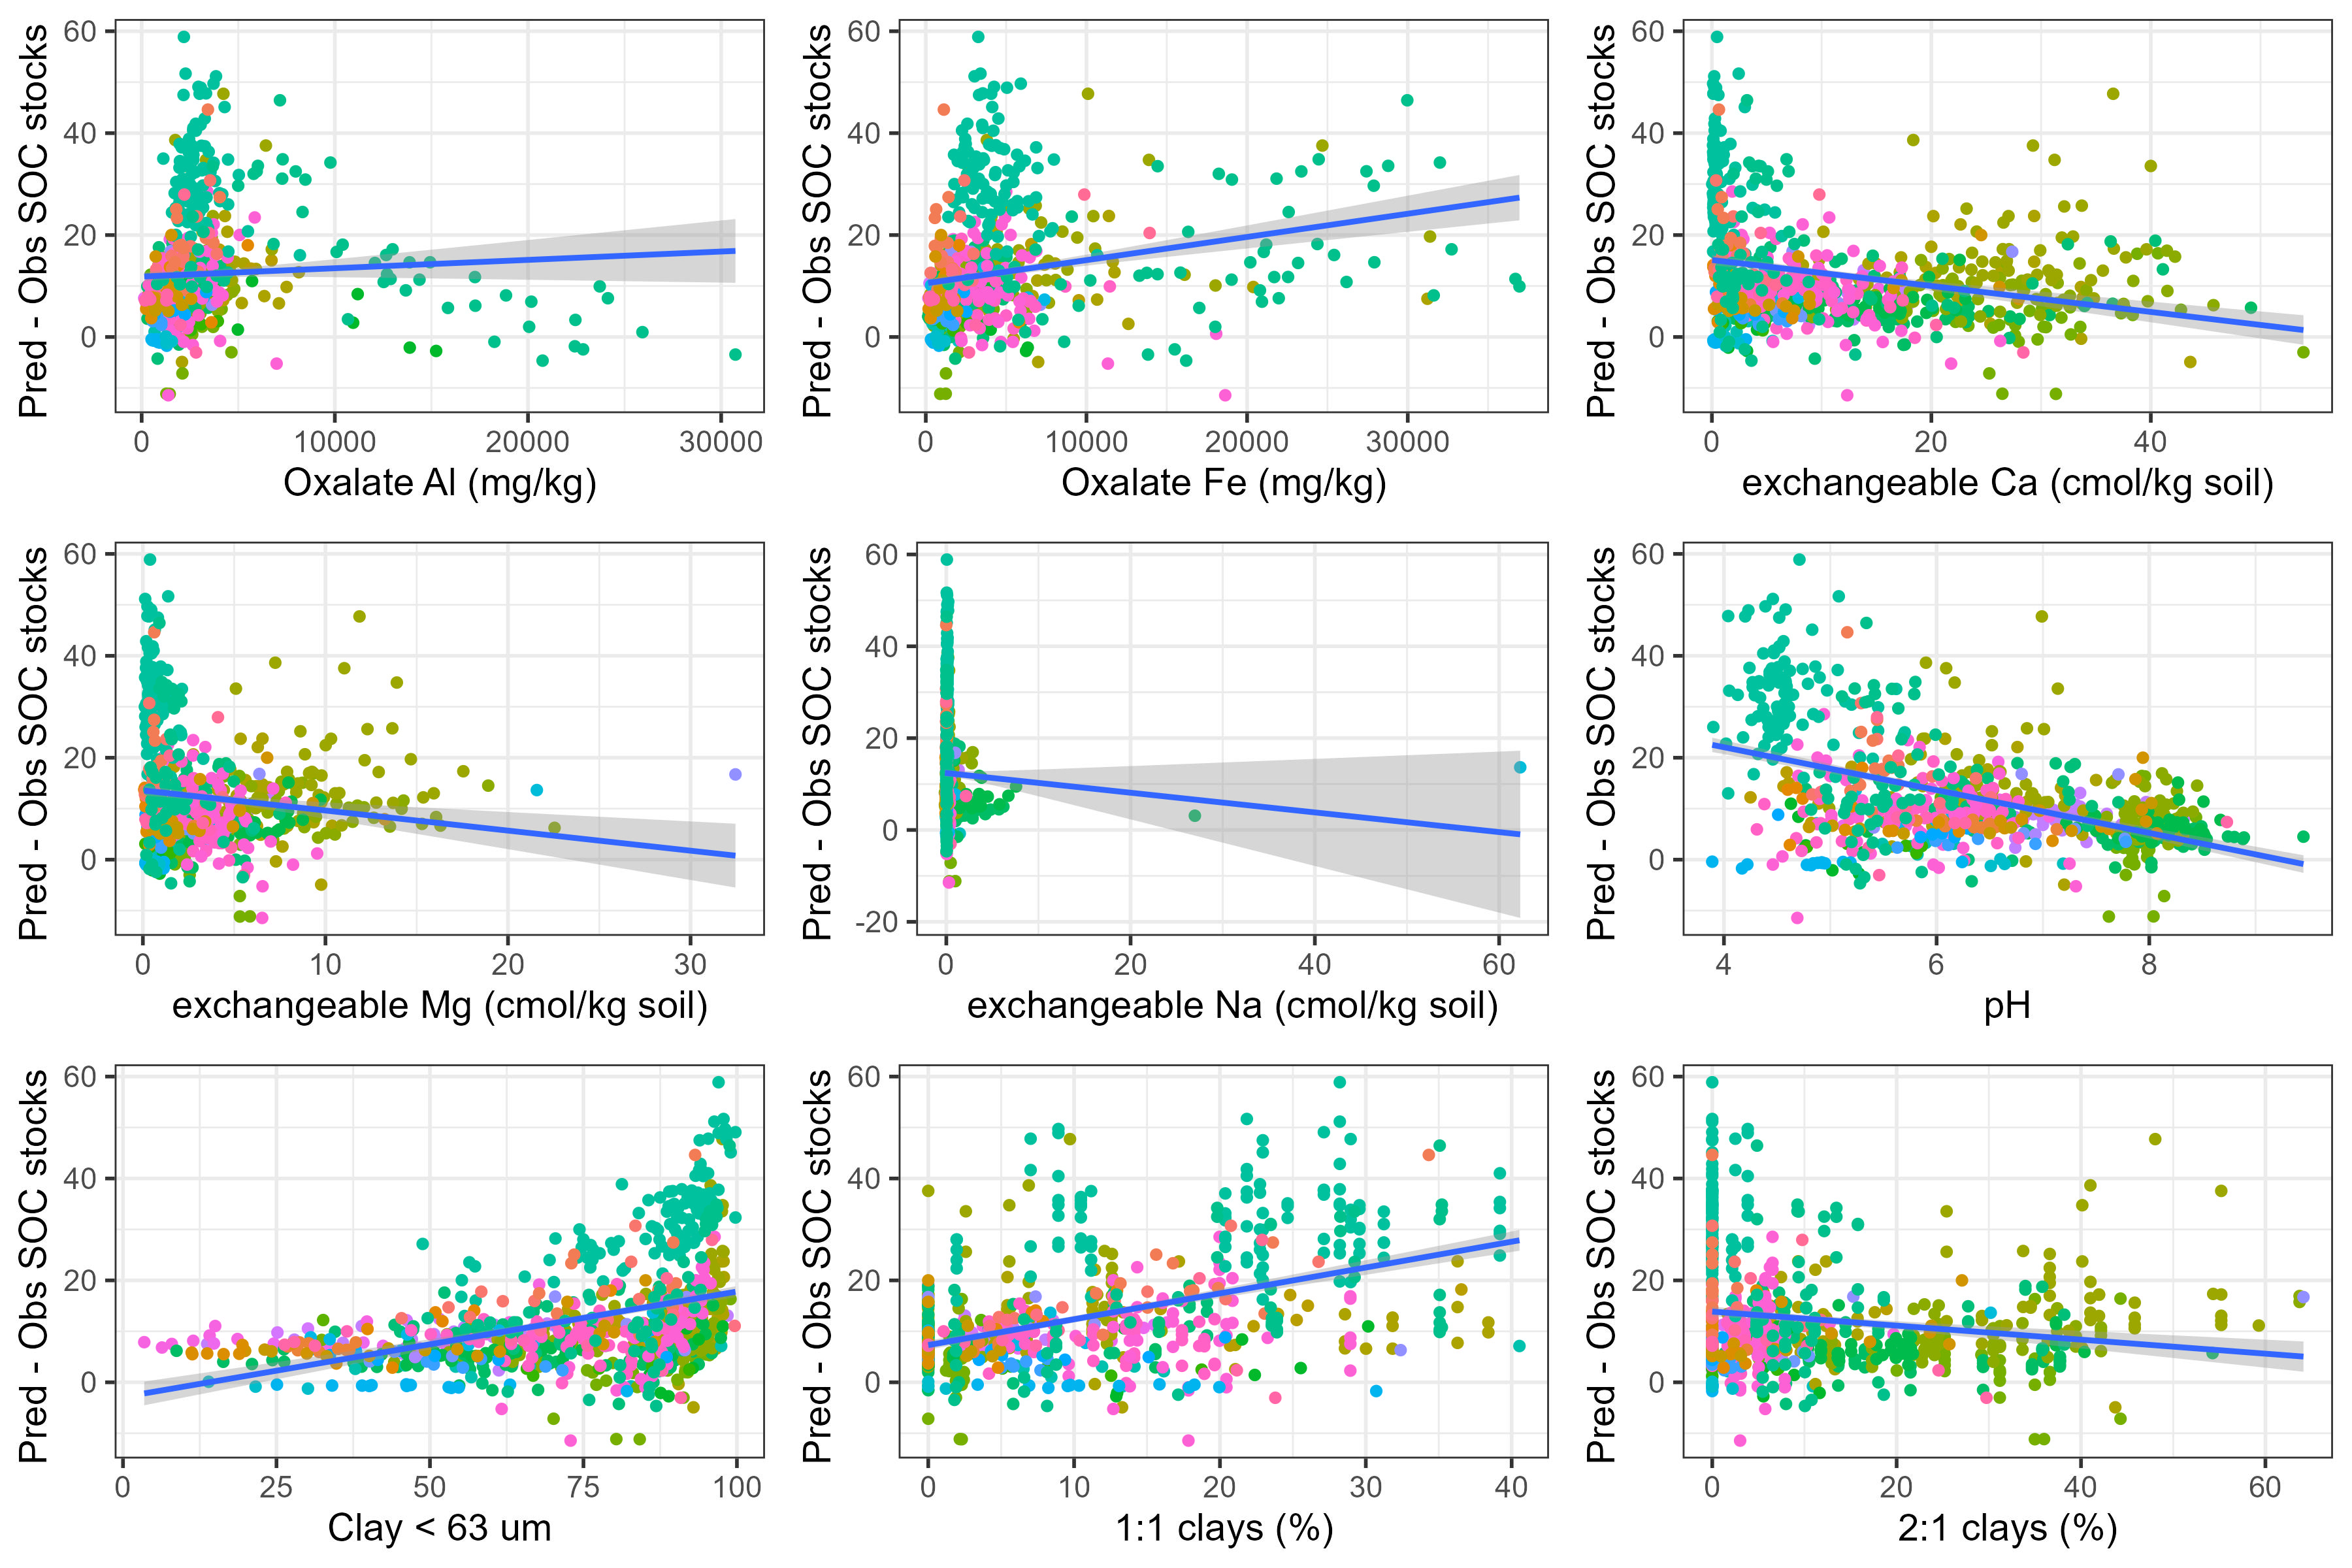 Pred - Obs SOC stocks
60
40
20
0
0 10000 20000 30000
Oxalate Al (mg/kg)
Pred - Obs SOC stocks
60
40
20
0
0 10000 20000 30000
Oxalate Fe (mg/kg)
Pred - Obs SOC stocks
60
40
20
0
0 20 40
exchangeable Ca (cmol/kg soil)
Pred - Obs SOC stocks
60
40
20
0
0 10 20 30
exchangeable Mg (cmol/kg soil)
Pred - Obs SOC stocks
60
40
20
0
-20
0 20 40 60
exchangeable Na (cmol/kg soil)
Pred - Obs SOC stocks
60
40
20
0
4 6 8
pH
Pred - Obs SOC stocks
60
40
20
0
0 25 50 75 100
Clay < 63 um
Pred - Obs SOC stocks
60
40
20
0
0 10 20 30 40
1:1 clays (%)
Pred - Obs SOC stocks
60
40
20
0
0 20 40 60
2:1 clays (%)